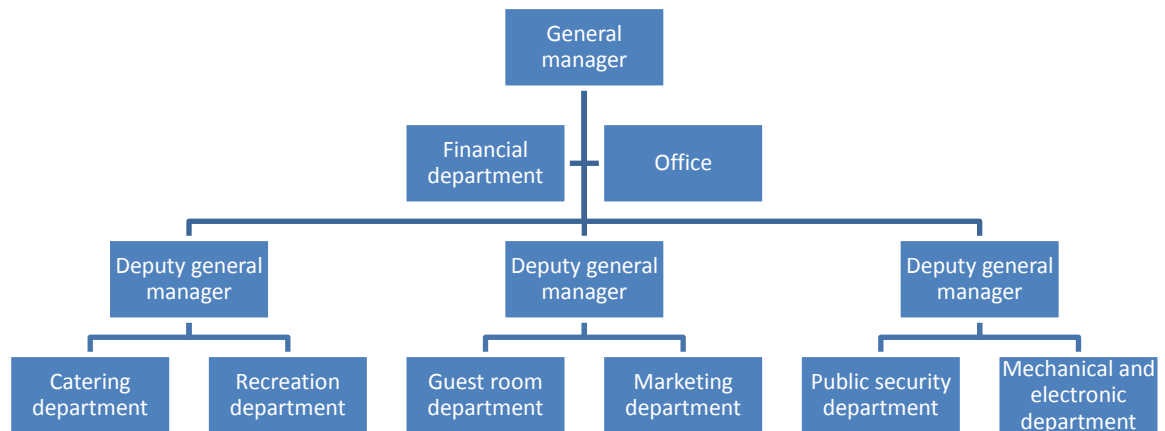 General
manager
Financial
department
Office
Deputy general
manager
Deputy general
manager
Deputy general
manager
Catering
department
Recreation
department
Guest room
department
Marketing
department
Public security
department
Mechanical and
electronic
department